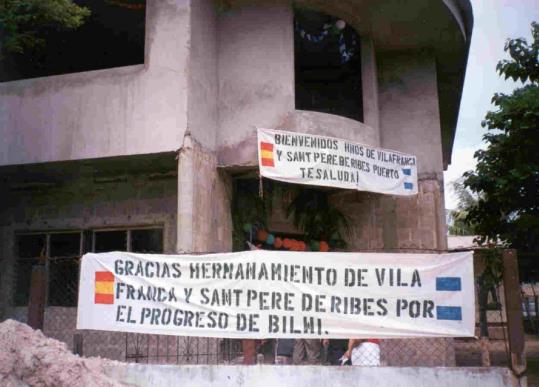 BIENVENIDOS HNOS DE VILAFRANCA
Y SANT PERE DE RIBES PUERTO
TE SALUDA!
GRACIAS HERNANAMIENTO DE VILA
FRANCA Y SANT PERE DE RIBES POR
EL PROGRESO DE BILWI.